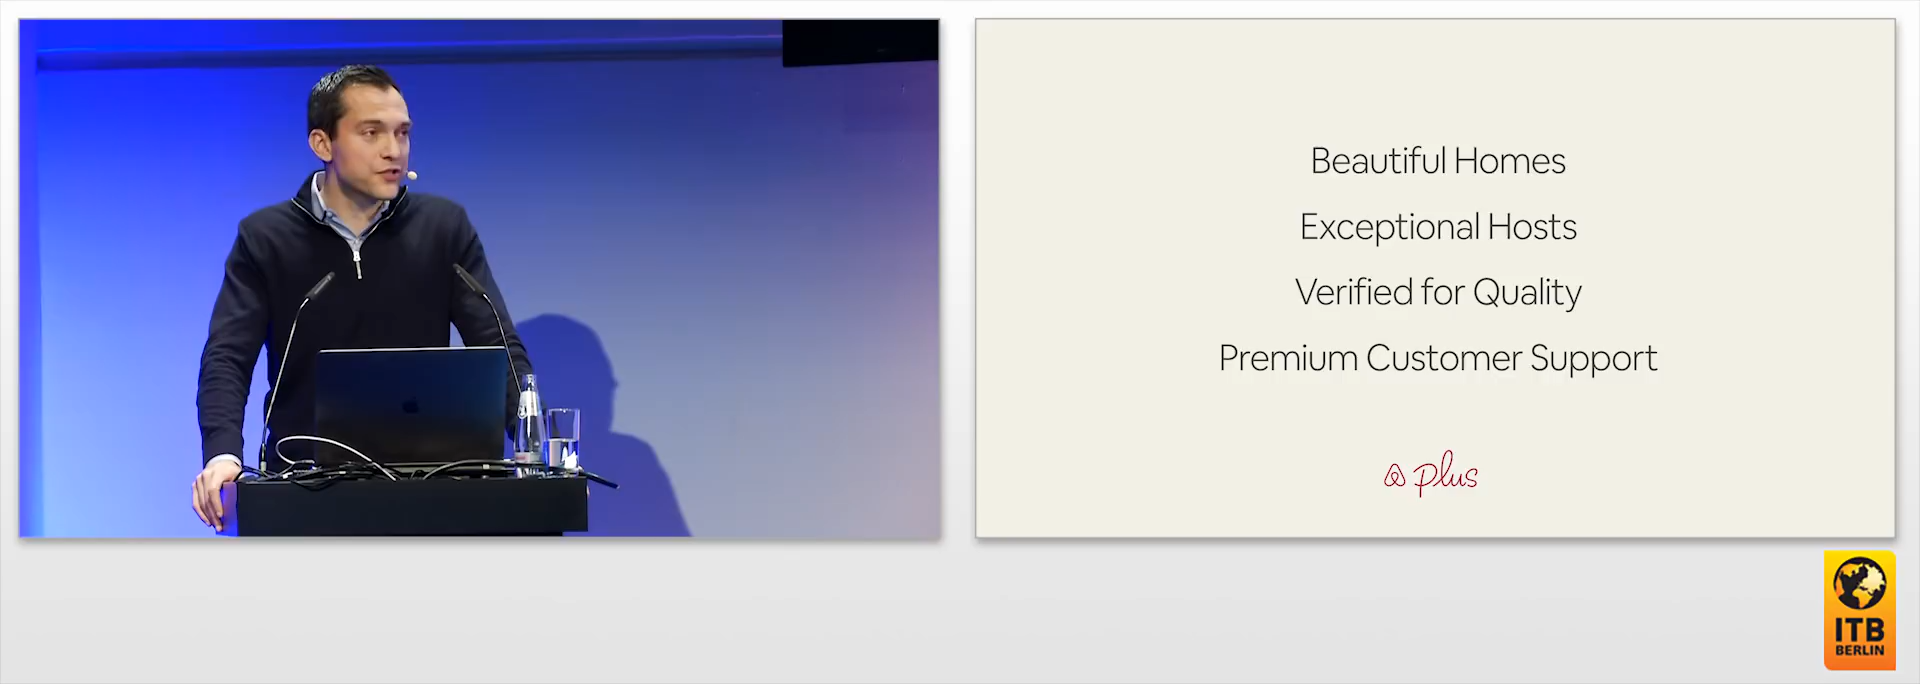 Beautiful Homes
Exceptional Hosts
Verified for Quality
Premium Customer Support
plus
ITB
BERLIN